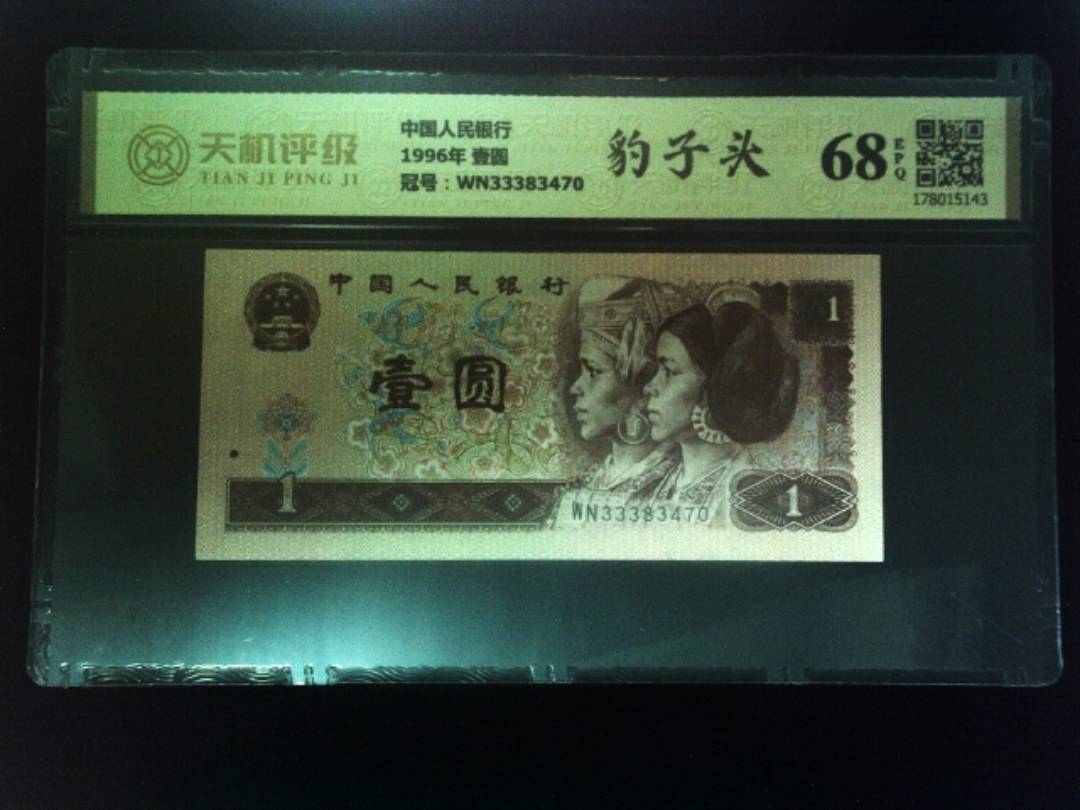 天机评级
TIAN JI PING JI
中国人民银行
1996年 壹圆
冠号：WN33383470
豹子头
68
EPQ
178015143
中国人民银行
1
壹圆
1
WN33383470
1